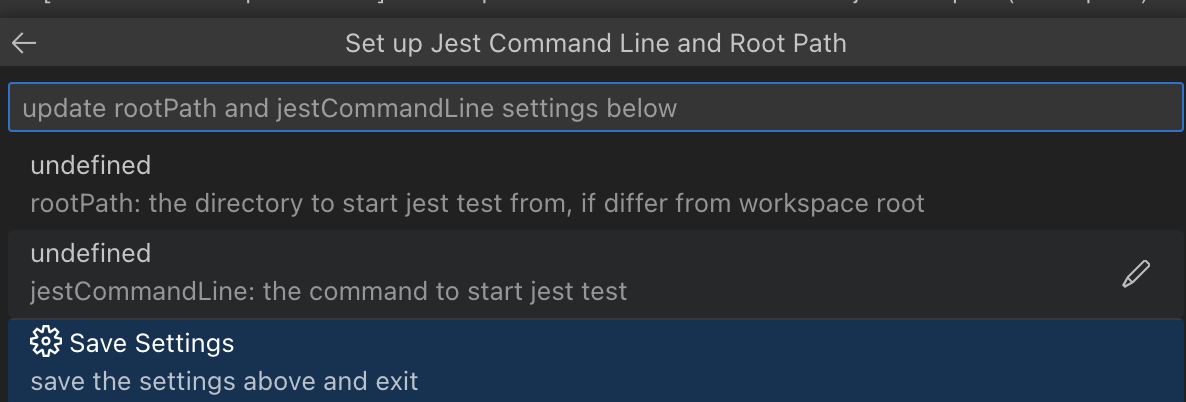 Set up Jest Command Line and Root Path
update rootPath and jestCommandLine settings below
undefined
rootPath: the directory to start jest test from, if differ from workspace root
undefined
jestCommandLine: the command to start jest test
Save Settings
save the settings above and exit